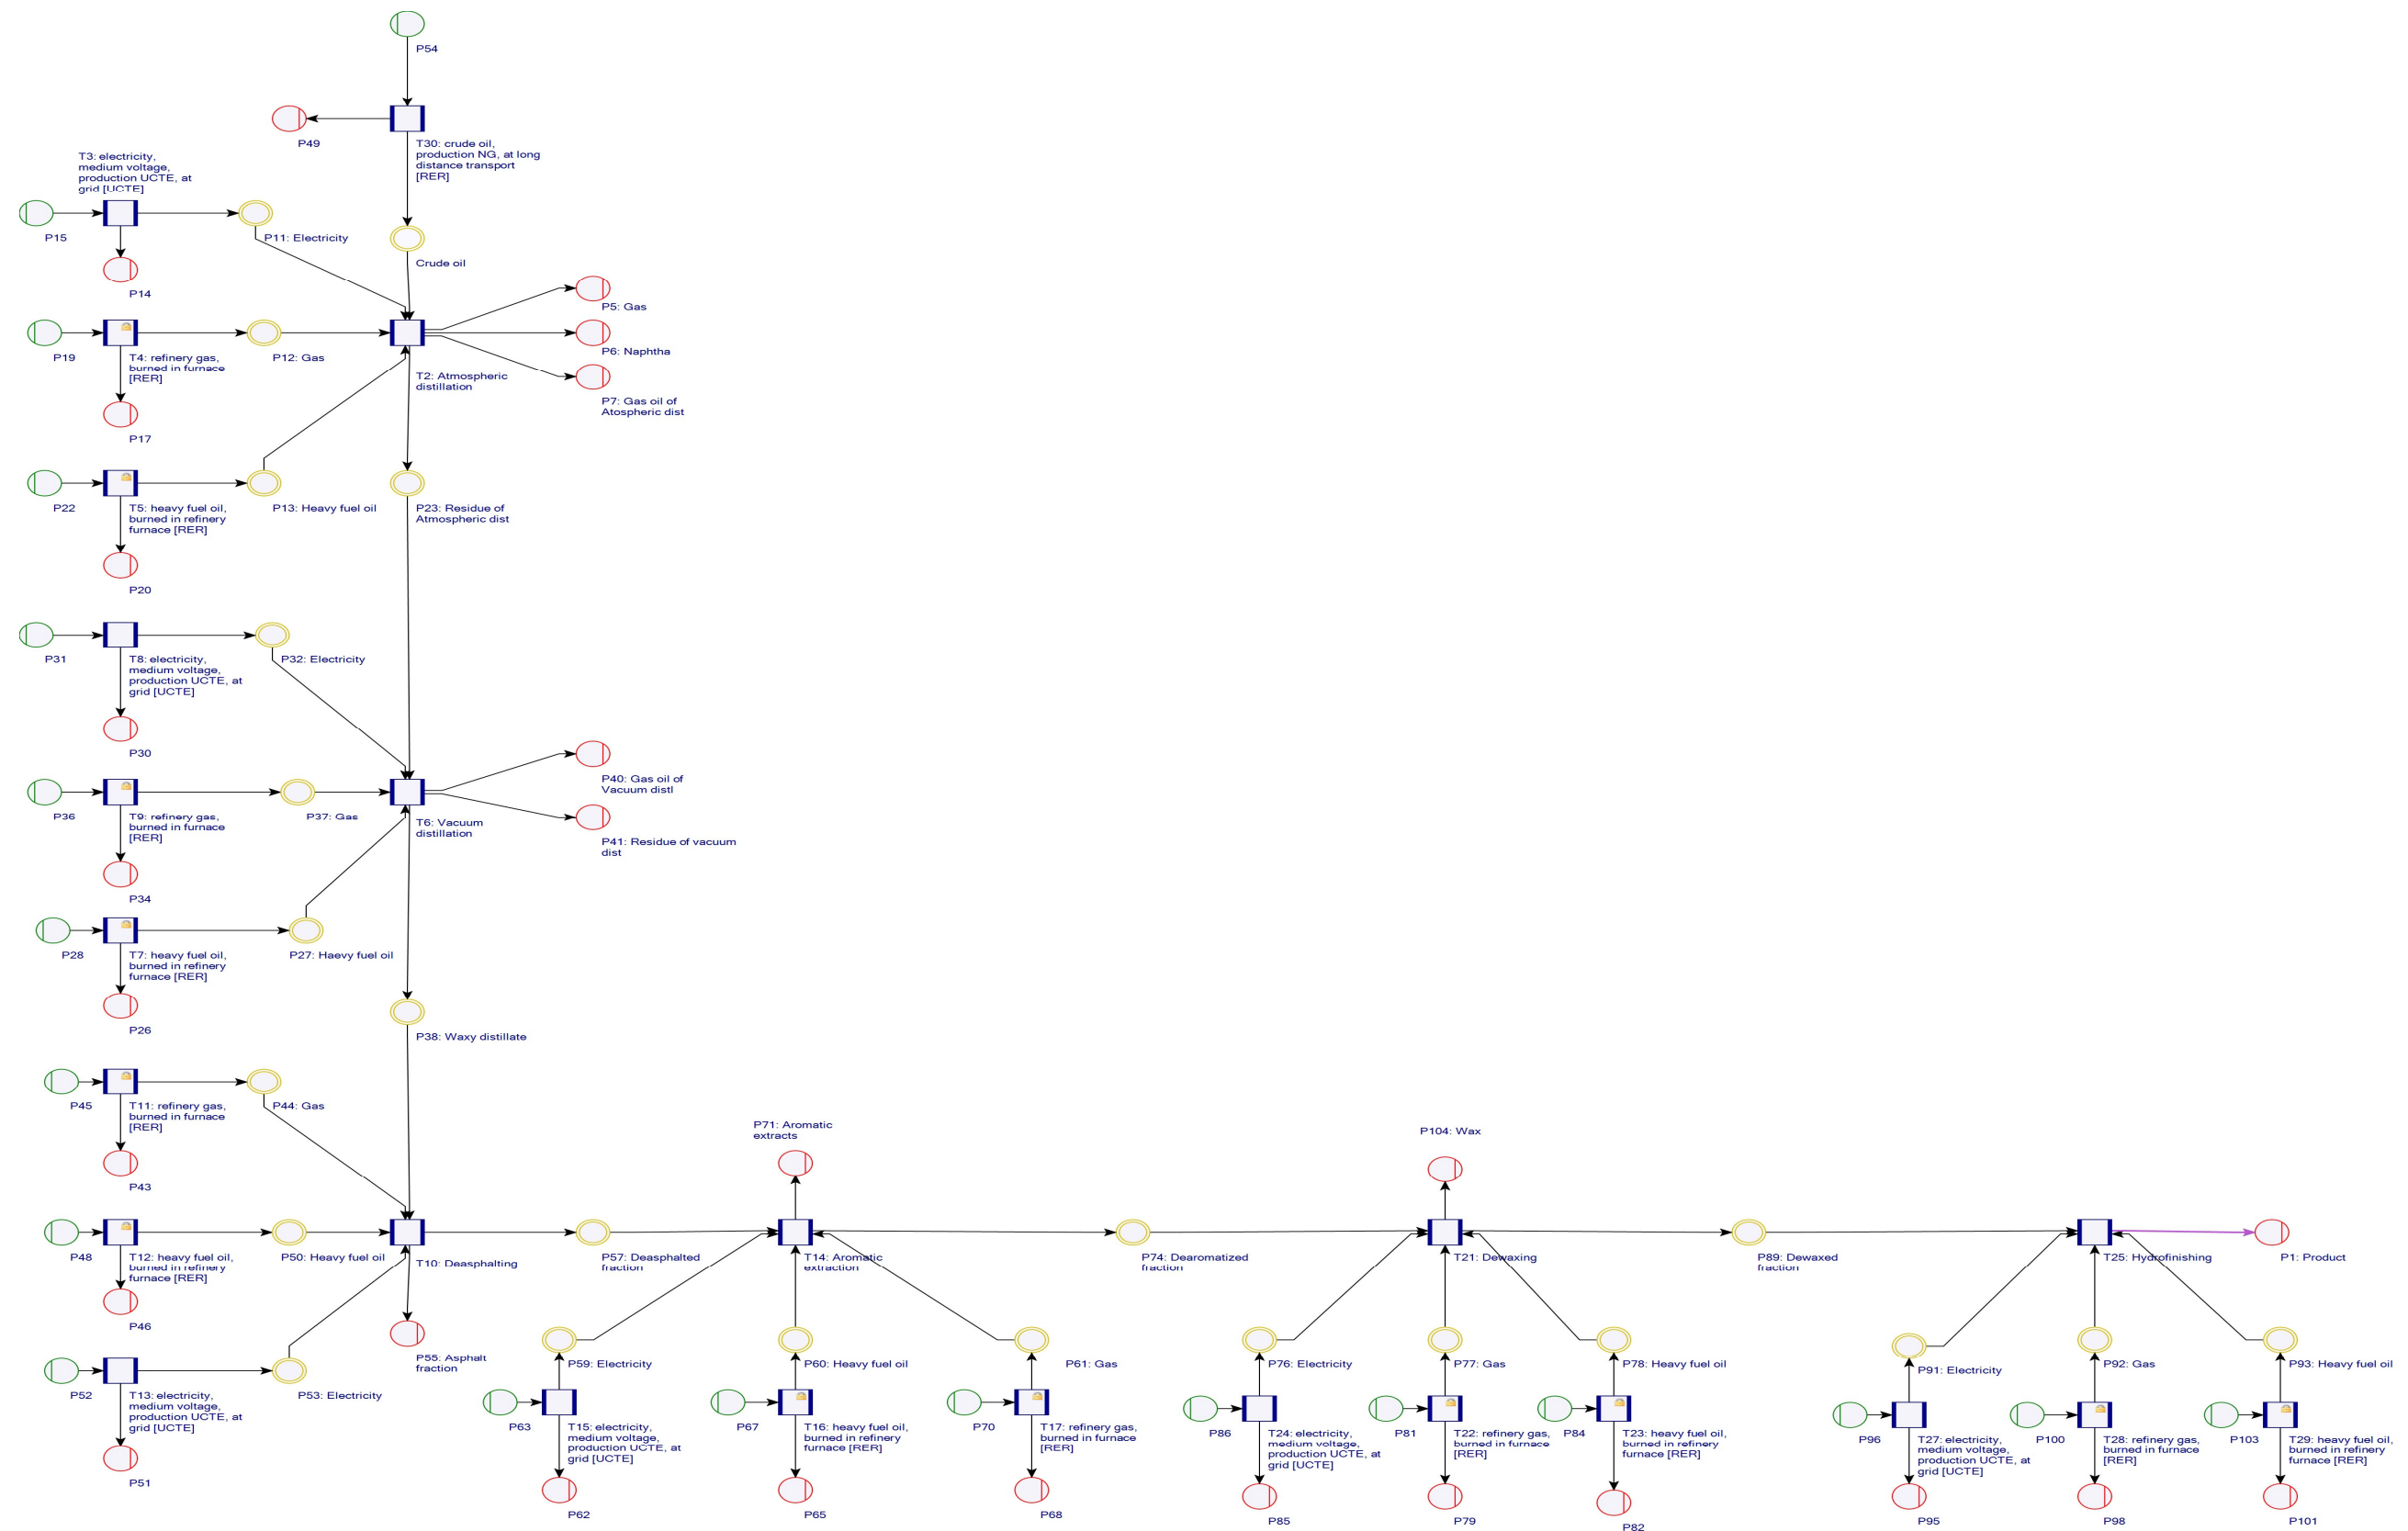 P54
P49
T30: crude oil,
production NG, at long
distance transport
[RER]
T3: electricity,
medium voltage,
production UCTE, at
grid [UCTE]
P15
P11: Electricity
Crude oil
P14
P5: Gas
P19
T4: refinery gas,
burned in furnace
[RER]
P12: Gas
P6: Naphtha
T2: Atmospheric
distillation
P7: Gas oil of
Atospheric dist
P17
P22
T5: heavy fuel oil,
burned in refinery
furnace [RER]
P13: Heavy fuel oil
P23: Residue of
Atmospheric dist
P20
P31
T8: electricity,
medium voltage,
production UCTE, at
grid [UCTE]
P32: Electricity
P30
P40: Gas oil of
Vacuum distl
P36
T9: refinery gas,
burned in furnace
[RER]
P37: Gas
T6: Vacuum
distillation
P41: Residue of vacuum
dist
P34
P28
T7: heavy fuel oil,
burned in refinery
furnace [RER]
P27: Haevy fuel oil
P26
P38: Waxy distillate
P45
T11: refinery gas,
burned in furnace
[RER]
P44: Gas
P71: Aromatic
extracts
P104: Wax
P43
P48
T12: heavy fuel oil,
burned in refinery
furnace [RER]
P50: Heavy fuel oil
T10: Deasphalting
P57: Deasphalted
fraction
T14: Aromatic
extraction
P74: Dearomatized
fraction
T21: Dewaxing
P89: Dewaxed
fraction
T25: Hydrofinishing
P1: Product
P46
P55: Asphalt
fraction
P59: Electricity
P60: Heavy fuel oil
P61: Gas
P76: Electricity
P77: Gas
P78: Heavy fuel oil
P91: Electricity
P92: Gas
P93: Heavy fuel oil
P52
T13: electricity,
medium voltage,
production UCTE, at
grid [UCTE]
P53: Electricity
P63
T15: electricity,
medium voltage,
production UCTE, at
grid [UCTE]
P67
T16: heavy fuel oil,
burned in refinery
furnace [RER]
P70
T17: refinery gas,
burned in furnace
[RER]
P86
T24: electricity,
medium voltage,
production UCTE, at
grid [UCTE]
P81
T22: refinery gas,
burned in furnace
[RER]
P84
T23: heavy fuel oil,
burned in refinery
furnace [RER]
P96
T27: electricity,
medium voltage,
production UCTE, at
grid [UCTE]
P100
T28: refinery gas,
burned in furnace
[RER]
P103
T29: heavy fuel oil,
burned in refinery
furnace [RER]
P51
P62
P65
P68
P85
P79
P82
P95
P98
P101